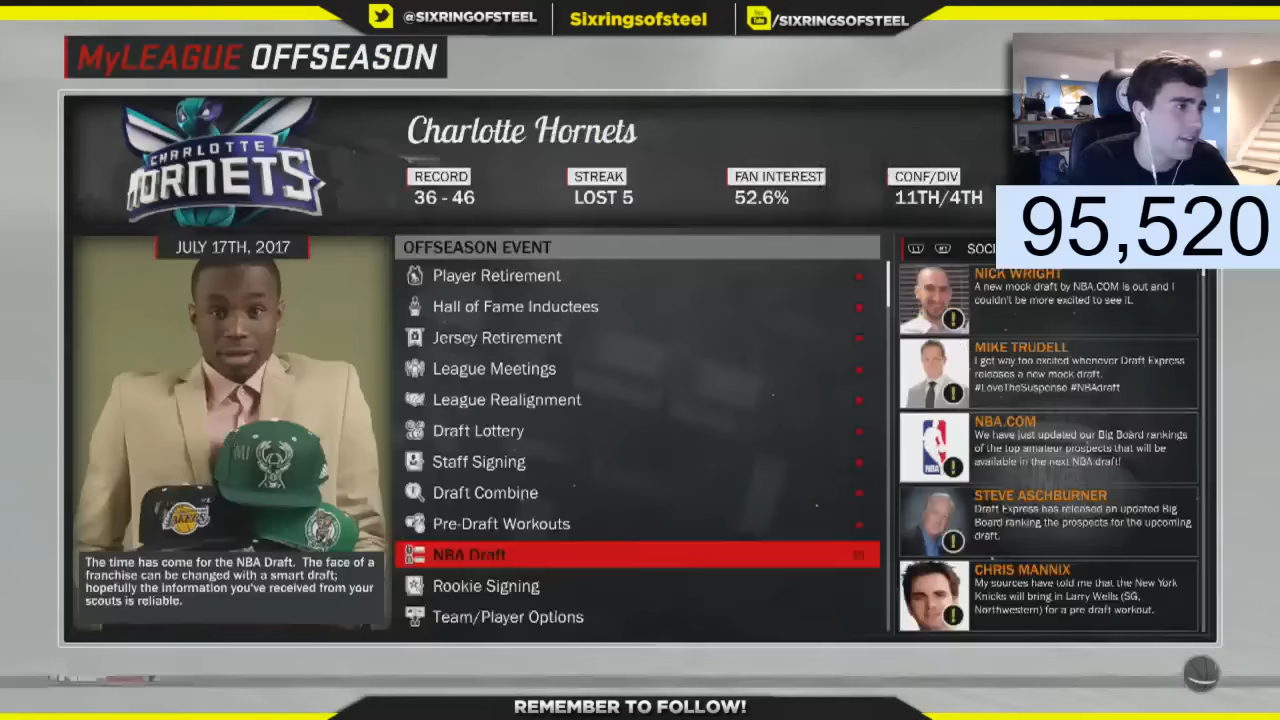 @SIXRINGOFSTEEL
Sixringsofsteel
You
Tube
/SIXRINGSOFSTEEL
MyLEAGUE OFFSEASON
CHARLOTTE
HORNETS
Charlotte Hornets
RECORD
36 - 46
STREAK
LOST 5
FAN INTEREST
52.6%
CONF/DIV
11TH/4TH
95,520
JULY 17TH, 2017
LAKERS
The time has come for the NBA Draft. The face of a
franchise can be changed with a smart draft;
hopefully the information you've received from your
scouts is reliable.
OFFSEASON EVENT
Player Retirement
Hall of Fame Inductees
Jersey Retirement
League Meetings
League Realignment
Draft Lottery
Staff Signing
Draft Combine
Pre-Draft Workouts
NBA Draft
Rookie Signing
Team/Player Options
L1 R1 SOCI
NICK WRIGHT
A new mock draft by NBA.COM is out and I
couldn't be more excited to see it.
MIKE TRUDELL
I get way too excited whenever Draft Express
releases a new mock draft.
#LoveTheSuspense #NBAdraft
NBA
NBA.COM
We have just updated our Big Board rankings
of the top amateur prospects that will be
available in the next NBA draft!
STEVE ASCHBURNER
Draft Express has released an updated Big
Board ranking the prospects for the upcoming
draft.
CHRIS MANNIX
My sources have told me that the New York
Knicks will bring in Larry Wells (SG,
Northwestern) for a pre draft workout.
REMEMBER TO FOLLOW!